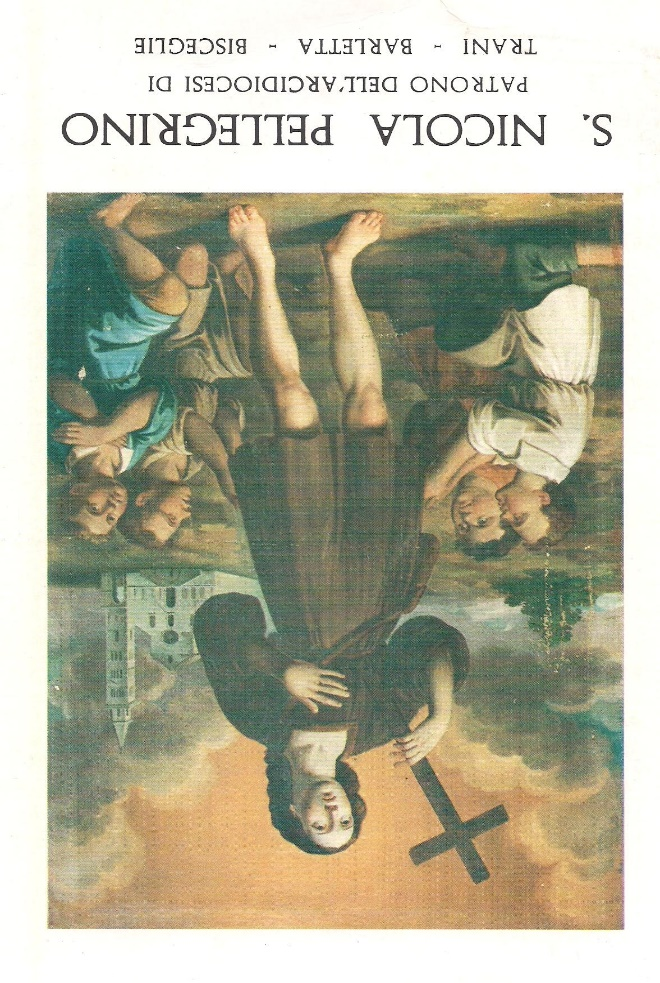 S. NICOLA PELLEGRINO
PATRONO DELL'ARCIDIOCESI DI
TRANI - BARLETTA - BISCEGLIE